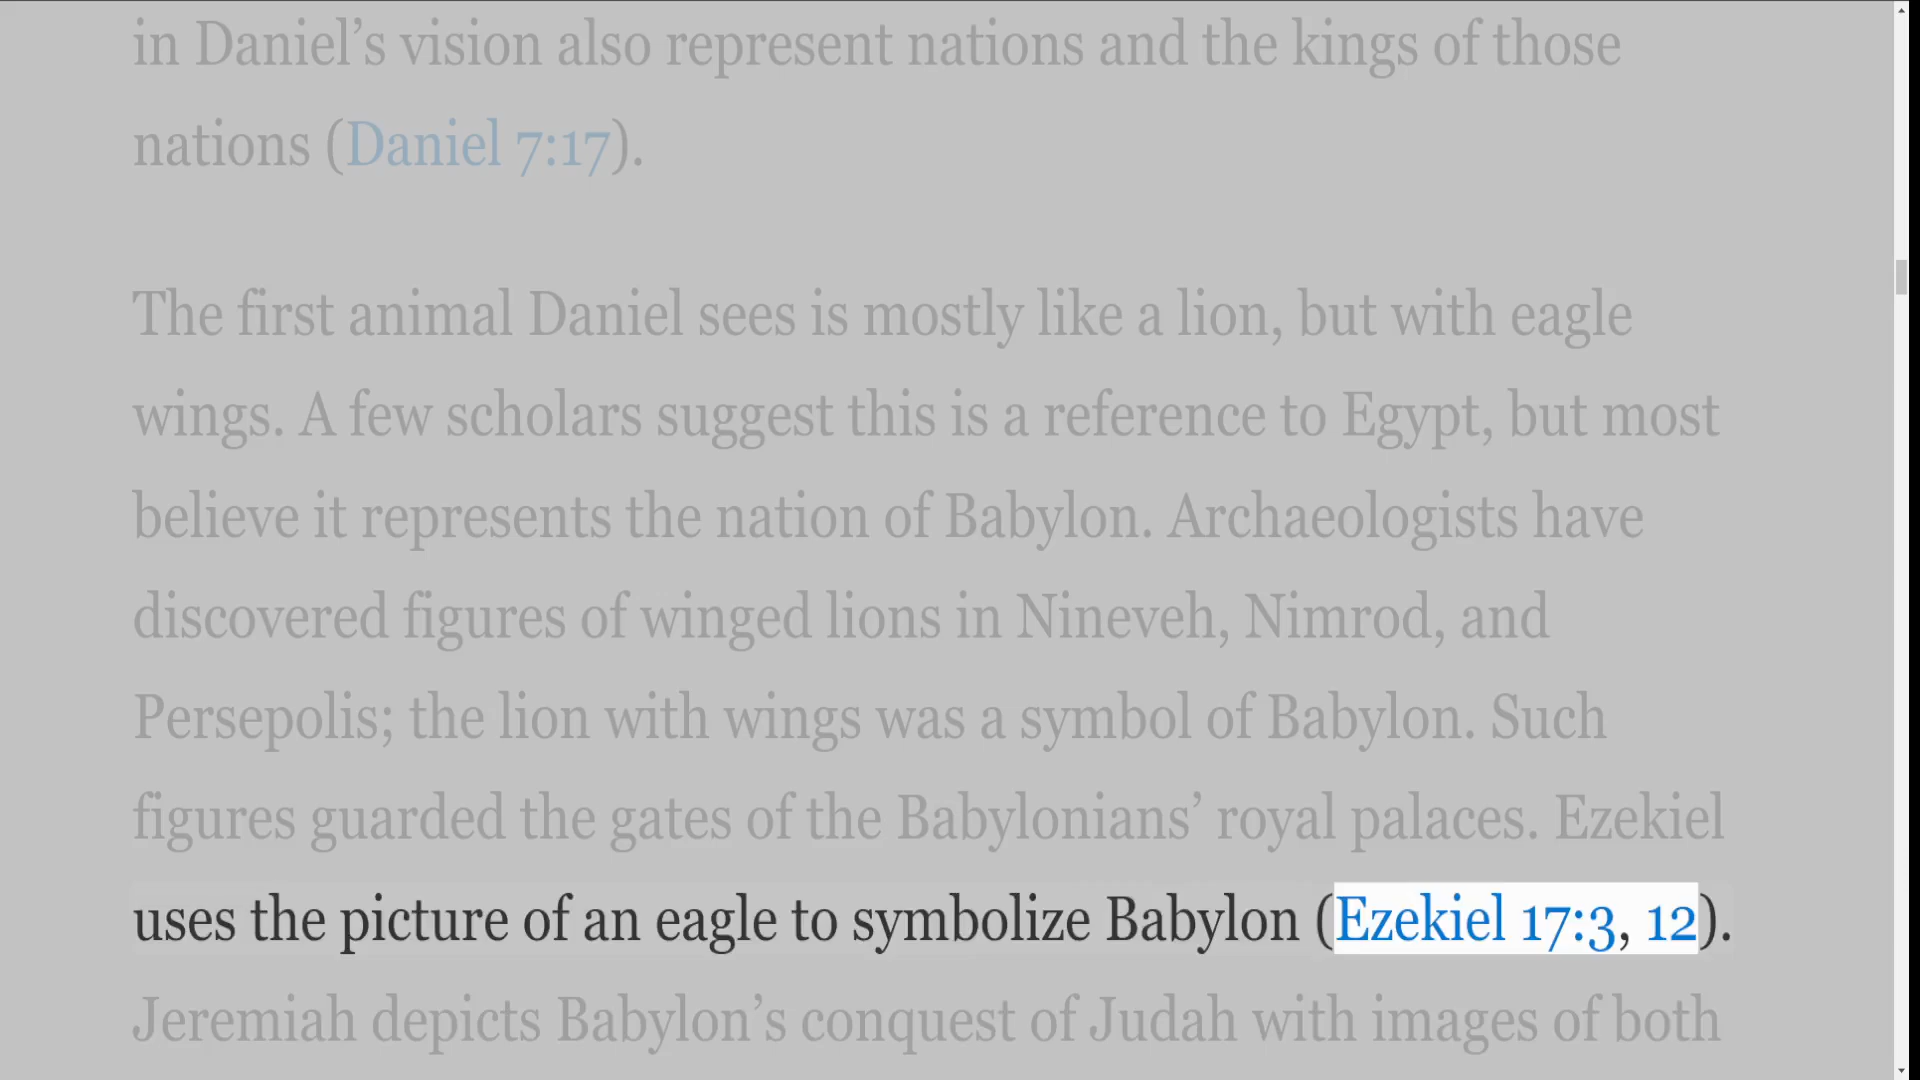 in Daniel’s vision also represent nations and the kings of those
nations (Daniel 7:17).
The first animal Daniel sees is mostly like a lion, but with eagle
wings. A few scholars suggest this is a reference to Egypt, but most
believe it represents the nation of Babylon. Archaeologists have
discovered figures of winged lions in Nineveh, Nimrod, and
Persepolis; the lion with wings was a symbol of Babylon. Such
figures guarded the gates of the Babylonians’ royal palaces. Ezekiel
uses the picture of an eagle to symbolize Babylon (Ezekiel 17:3, 12).
Jeremiah depicts Babylon’s conquest of Judah with images of both